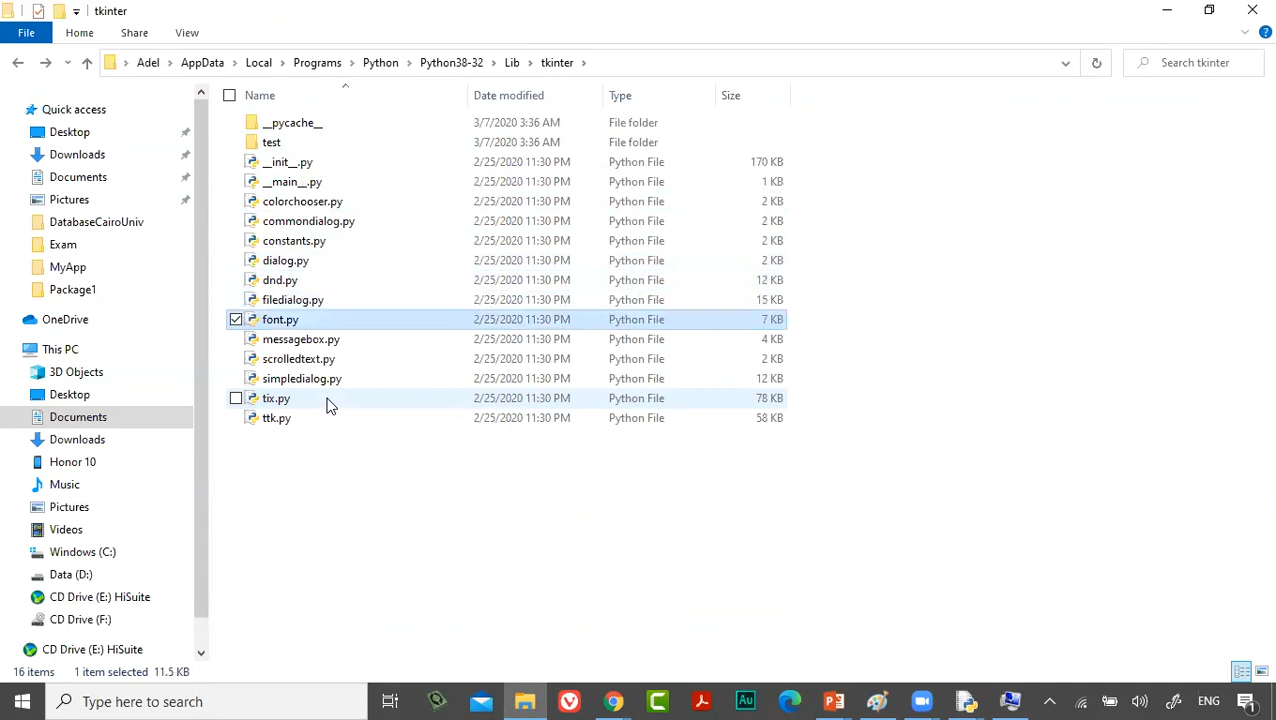 tkinter
File Home Share View
Adel AppData Local Programs Python Python38-32 Lib tkinter Search tkinter
Name Date modified Type Size
Quick access
Desktop
Downloads
Documents
Pictures
DatabaseCairoUniv
Exam
MyApp
Package1
OneDrive
This PC
3D Objects
Desktop
Documents
Downloads
Honor 10
Music
Pictures
Videos
Windows (C:)
Data (D:)
CD Drive (E:) HiSuite
CD Drive (F:)
CD Drive (E:) HiSuite
__pycache__ 3/7/2020 3:36 AM File folder
test 3/7/2020 3:36 AM File folder
__init__.py 2/25/2020 11:30 PM Python File 170 KB
__main__.py 2/25/2020 11:30 PM Python File 1 KB
colorchooser.py 2/25/2020 11:30 PM Python File 2 KB
commondialog.py 2/25/2020 11:30 PM Python File 2 KB
constants.py 2/25/2020 11:30 PM Python File 2 KB
dialog.py 2/25/2020 11:30 PM Python File 2 KB
dnd.py 2/25/2020 11:30 PM Python File 12 KB
filedialog.py 2/25/2020 11:30 PM Python File 15 KB
font.py 2/25/2020 11:30 PM Python File 7 KB
messagebox.py 2/25/2020 11:30 PM Python File 4 KB
scrolledtext.py 2/25/2020 11:30 PM Python File 2 KB
simpledialog.py 2/25/2020 11:30 PM Python File 12 KB
tix.py 2/25/2020 11:30 PM Python File 78 KB
ttk.py 2/25/2020 11:30 PM Python File 58 KB
16 items 1 item selected 11.5 KB
Type here to search ENG